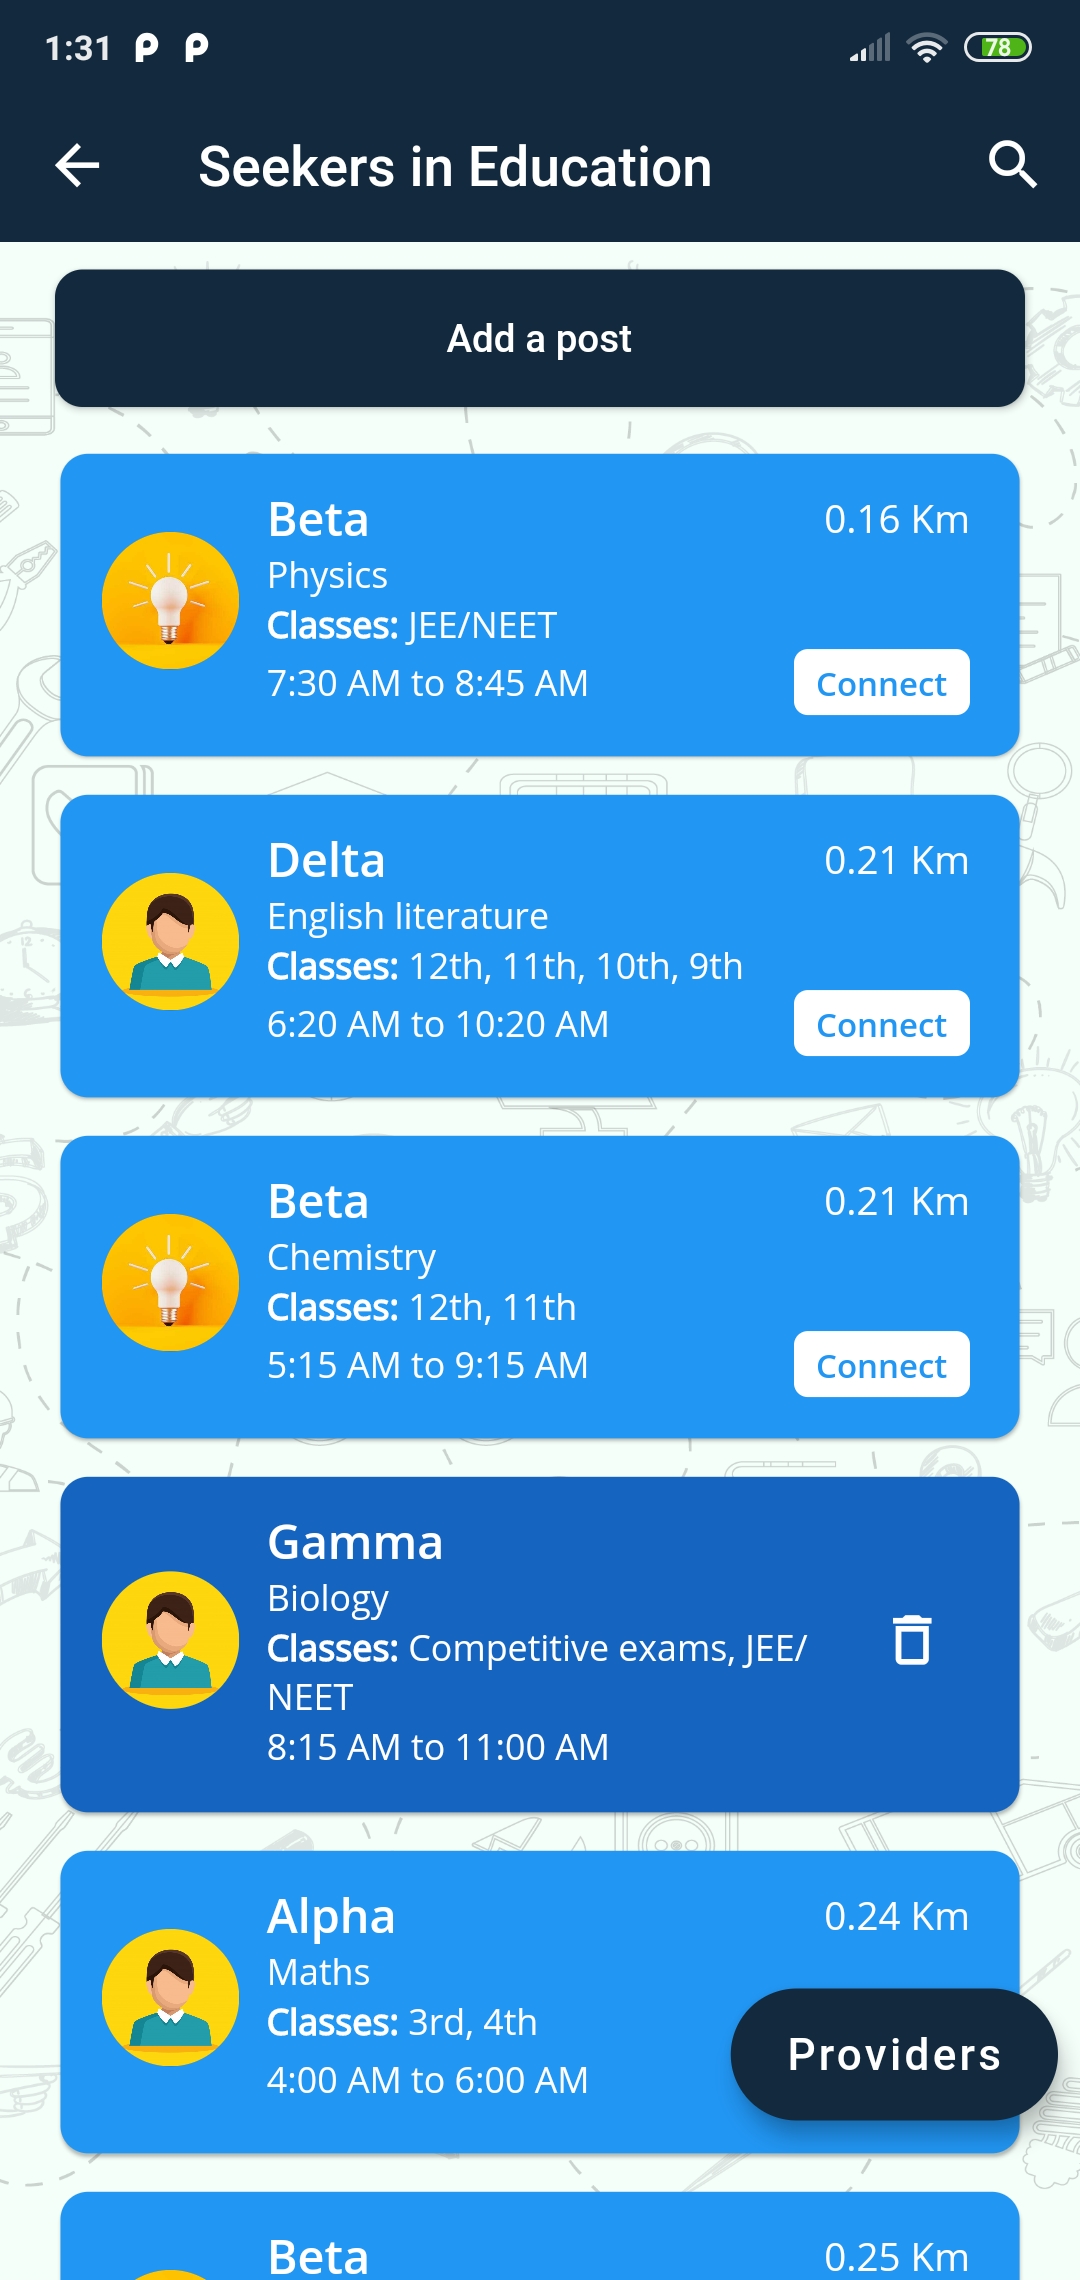 1:31
78
Seekers in Education
Add a post
Beta
0.16 Km
Physics
Classes: JEE/NEET
7:30 AM to 8:45 AM
Connect
Delta
0.21 Km
English literature
Classes: 12th, 11th, 10th, 9th
6:20 AM to 10:20 AM
Connect
Beta
0.21 Km
Chemistry
Classes: 12th, 11th
5:15 AM to 9:15 AM
Connect
Gamma
Biology
Classes: Competitive exams, JEE/
NEET
8:15 AM to 11:00 AM
Alpha
0.24 Km
Maths
Classes: 3rd, 4th
4:00 AM to 6:00 AM
Providers
Beta
0.25 Km